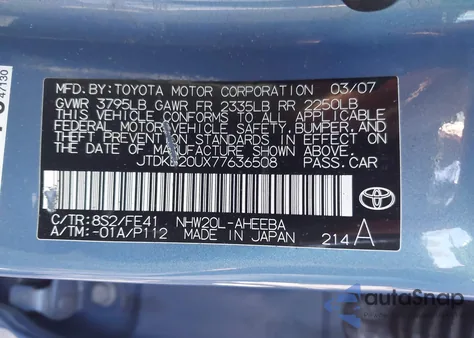 47130
MFD. BY: TOYOTA MOTOR CORPORATION 03/07
GVWR 3795LB GAWR FR 2335LB RR 2250LB
THIS VEHICLE CONFORMS TO ALL APPLICABLE
FEDERAL MOTOR VEHICLE SAFETY, BUMPER, AND
THEFT PREVENTION STANDARDS IN EFFECT ON
THE DATE OF MANUFACTURE SHOWN ABOVE.
PASS.CAR
C/TR: 8S2/FE41 NHW20L-AHEEBA
A/TM: -01A/P112 MADE IN JAPAN 214 A
TOYOTA
autoSnap